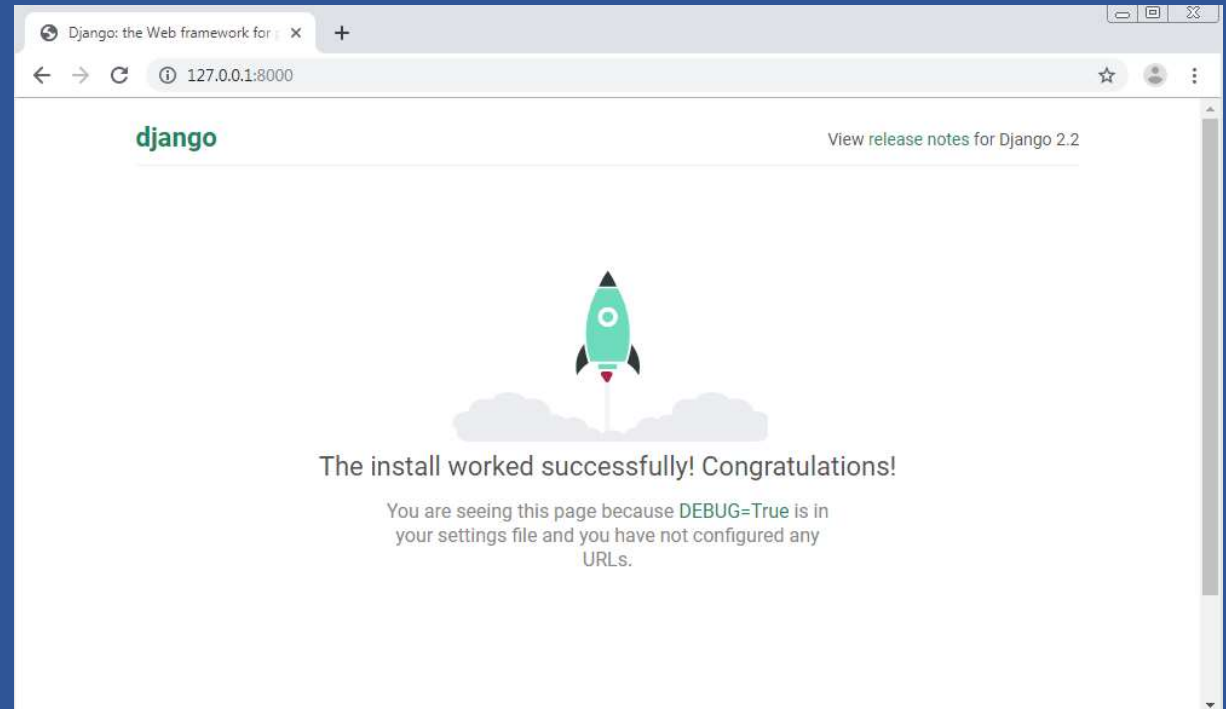 Django: the Web framework for
127.0.0.1:8000
django
View release notes for Django 2.2
The install worked successfully! Congratulations!
You are seeing this page because DEBUG=True is in
your settings file and you have not configured any
URLs.